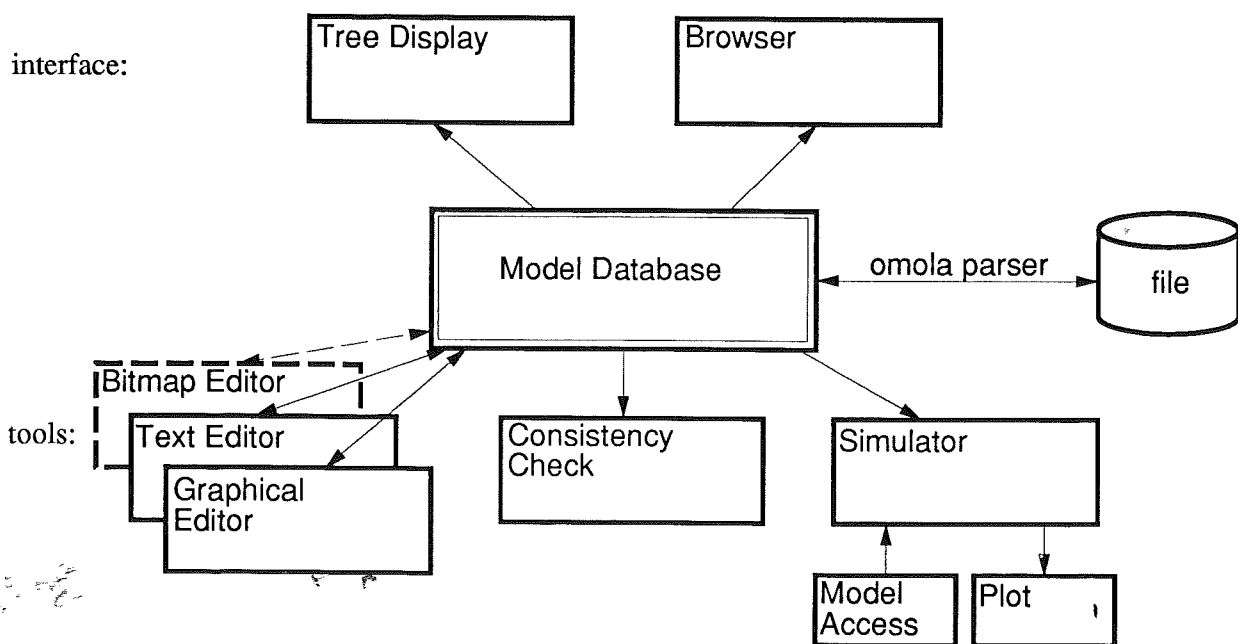 interface:
Tree Display
Browser
Model Database
omola parser
file
tools:
Bitmap Editor
Text Editor
Graphical
Editor
Consistency
Check
Simulator
Model
Access
Plot